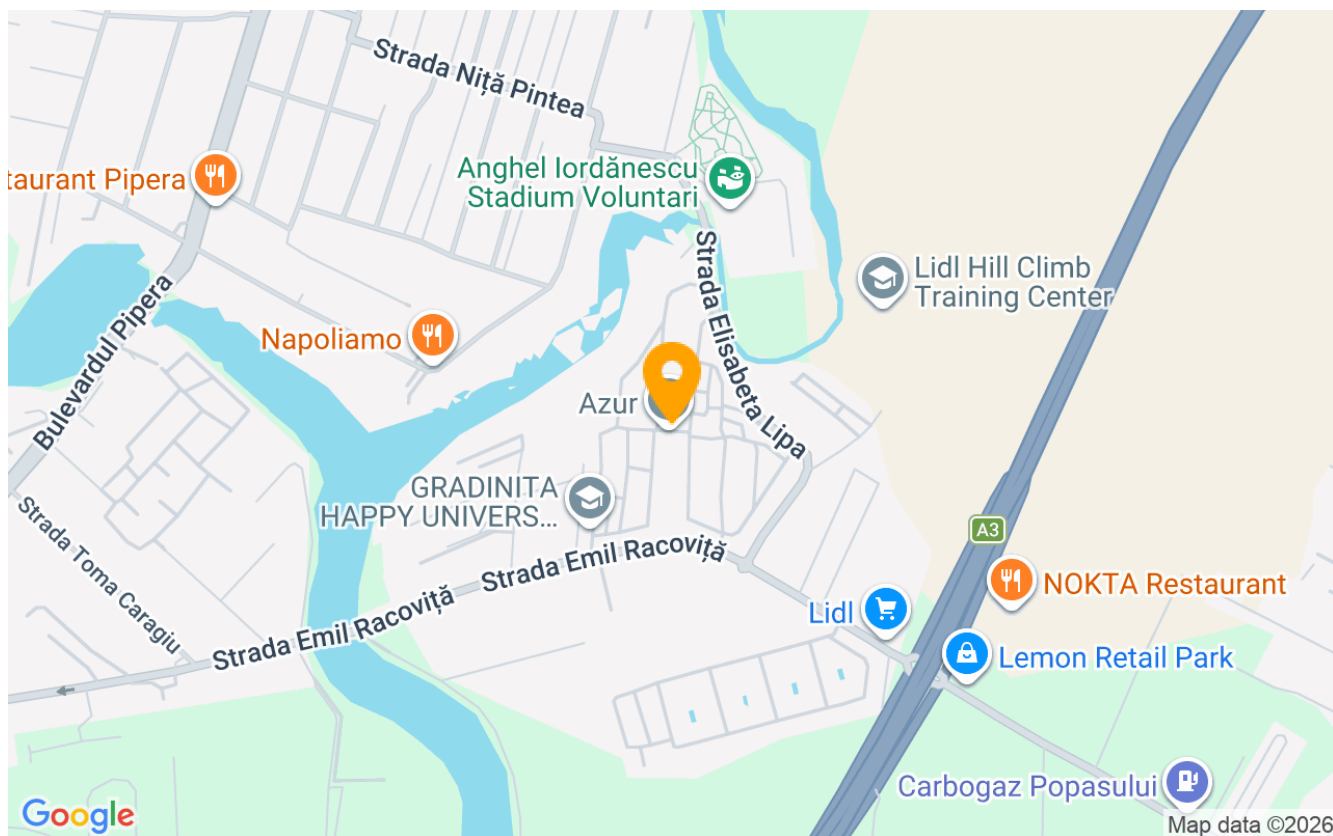 Strada Niță Pintea
Anghel Iordănescu
Stadium Voluntari
taurant Pipera
Strada Elisabeta Lipa
Lidl Hill Climb
Training Center
Bulevardul Pipera
Napoliamo
Azur
GRADINITA
HAPPY UNIVERS...
Strada Toma Caragiu
A3
Strada Emil Racoviță
Strada Emil Racoviță
NOKTA Restaurant
Lidl
Lemon Retail Park
Carbogaz Popasului
Google
Map data ©2026